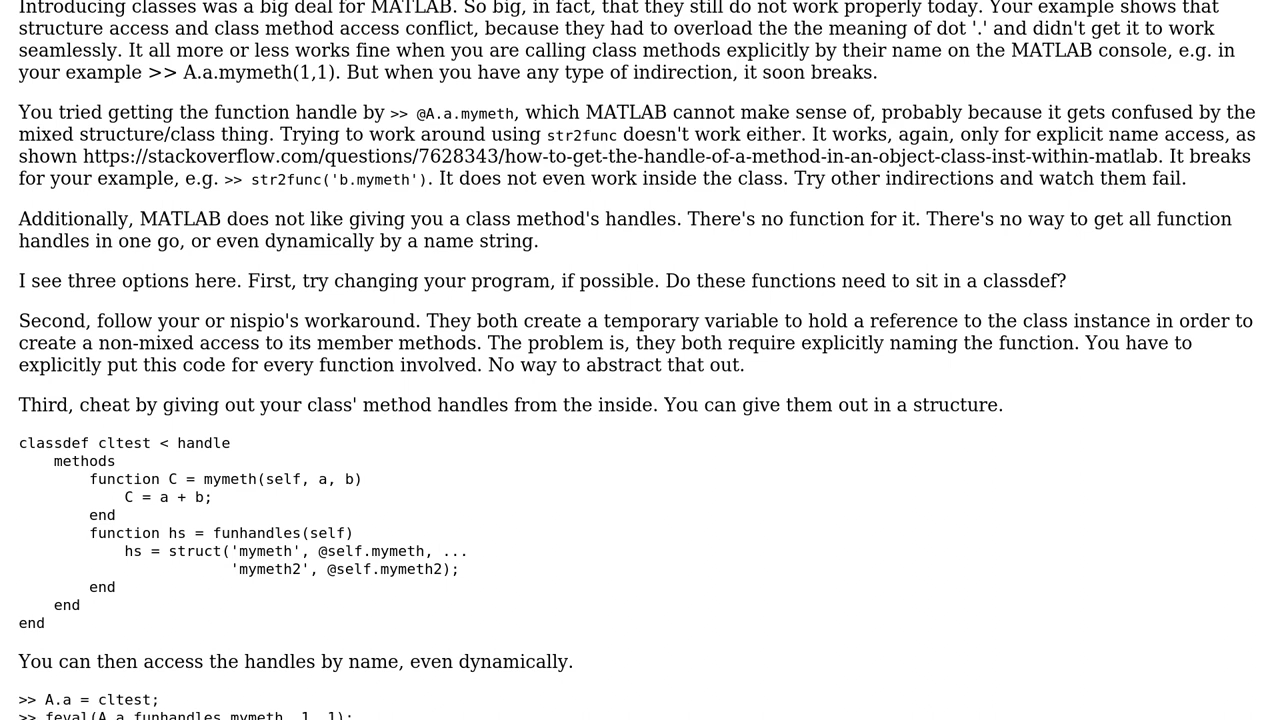 Introducing classes was a big deal for MATLAB. So big, in fact, that they still do not work properly today. Your example shows that
structure access and class method access conflict, because they had to overload the the meaning of dot '.' and didn't get it to work
seamlessly. It all more or less works fine when you are calling class methods explicitly by their name on the MATLAB console, e.g. in
your example >> A.a.mymeth(1,1). But when you have any type of indirection, it soon breaks.
You tried getting the function handle by >> @A.a.mymeth, which MATLAB cannot make sense of, probably because it gets confused by the
mixed structure/class thing. Trying to work around using str2func doesn't work either. It works, again, only for explicit name access, as
shown https://stackoverflow.com/questions/7628343/how-to-get-the-handle-of-a-method-in-an-object-class-inst-within-matlab. It breaks
for your example, e.g. >> str2func('b.mymeth'). It does not even work inside the class. Try other indirections and watch them fail.
Additionally, MATLAB does not like giving you a class method's handles. There's no function for it. There's no way to get all function
handles in one go, or even dynamically by a name string.
I see three options here. First, try changing your program, if possible. Do these functions need to sit in a classdef?
Second, follow your or nispio's workaround. They both create a temporary variable to hold a reference to the class instance in order to
create a non-mixed access to its member methods. The problem is, they both require explicitly naming the function. You have to
explicitly put this code for every function involved. No way to abstract that out.
Third, cheat by giving out your class' method handles from the inside. You can give them out in a structure.
classdef cltest < handle
    methods
        function C = mymeth(self, a, b)
            C = a + b;
        end
        function hs = funhandles(self)
            hs = struct('mymeth', @self.mymeth, ...
                        'mymeth2', @self.mymeth2);
        end
    end
end
You can then access the handles by name, even dynamically.
>> A.a = cltest;
>> feval(A.a.funhandles.mymeth, 1, 1);